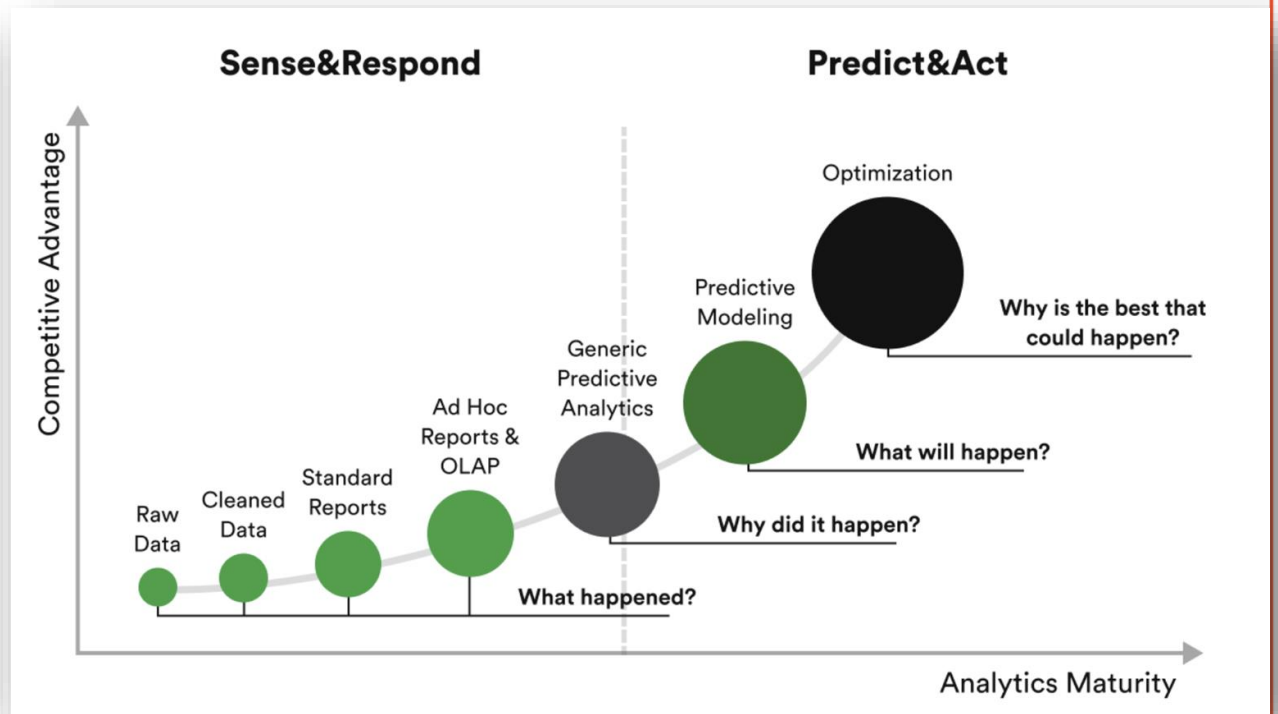 Sense&Respond
Predict&Act
Competitive Advantage
Optimization
Predictive
Modeling
Why is the best that
could happen?
Generic
Predictive
Analytics
Ad Hoc
Reports &
OLAP
What will happen?
Standard
Reports
Cleaned
Data
Raw
Data
Why did it happen?
What happened?
Analytics Maturity